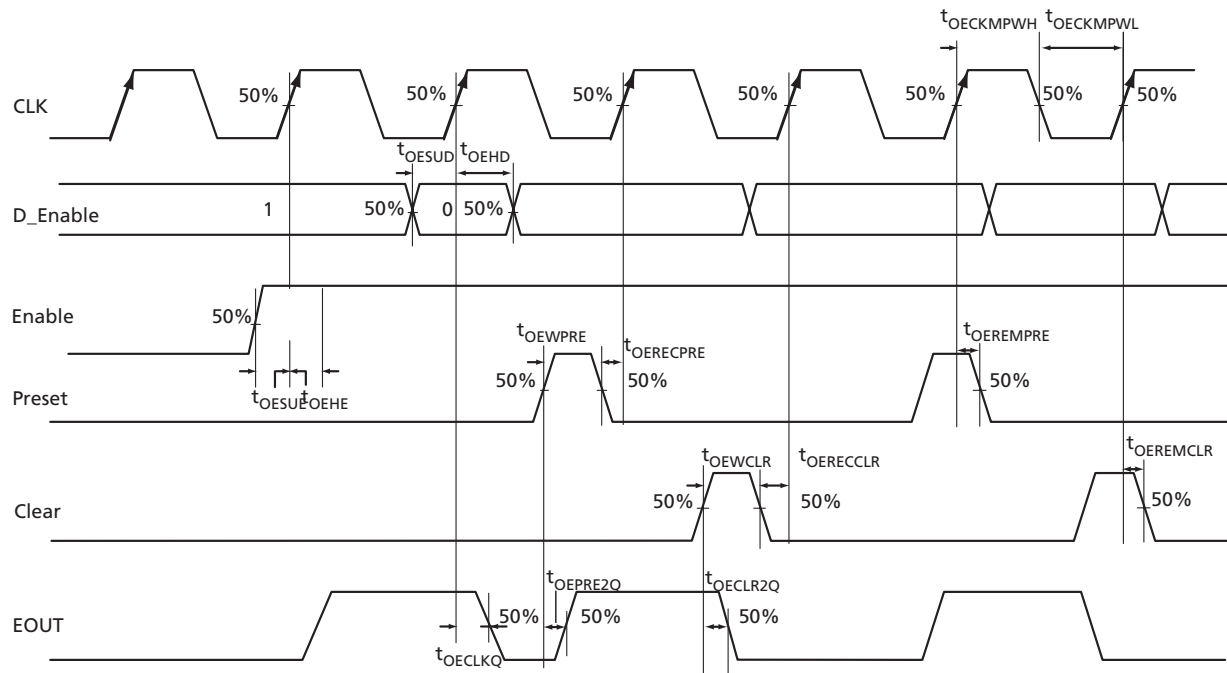 tOECKMPWH tOECKMPWL
CLK
50% 50% 50% 50% 50% 50% 50%
tOESUD tOEHD
D_Enable
1 50% 0 50%
Enable
50%
tOESUE tOEHE
tOEWPRE tOERECPRE tOEREMPRE
Preset
50% 50% 50%
tOEWCLR tOERECCLR tOEREMCLR
Clear
50% 50% 50%
tOEPRE2Q tOECLR2Q
EOUT
50% 50% 50%
tOECLKQ